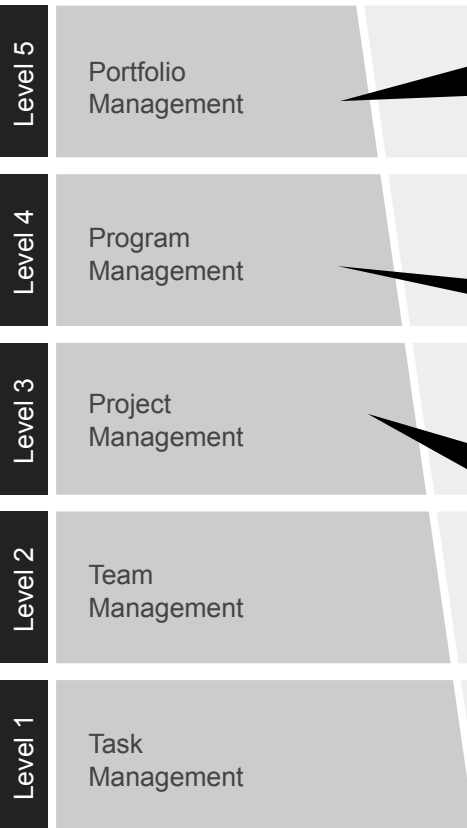 Level 5
Portfolio
Management
Level 4
Program
Management
Level 3
Project
Management
Level 2
Team
Management
Level 1
Task
Management